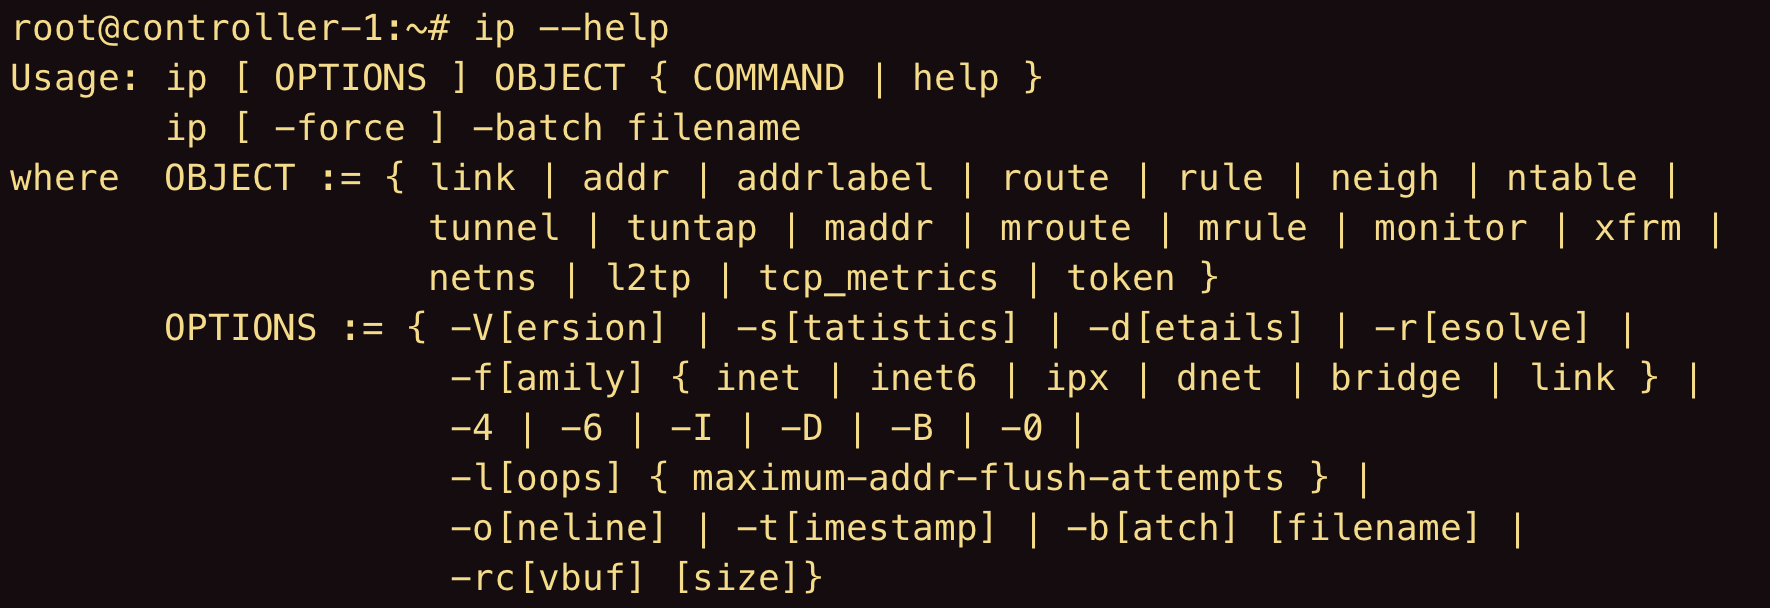 root@controller-1:~# ip --help
Usage: ip [ OPTIONS ] OBJECT { COMMAND | help }
       ip [ -force ] -batch filename
where  OBJECT := { link | addr | addrlabel | route | rule | neigh | ntable |
                   tunnel | tuntap | maddr | mroute | mrule | monitor | xfrm |
                   netns | l2tp | tcp_metrics | token }
       OPTIONS := { -V[ersion] | -s[tatistics] | -d[etails] | -r[esolve] |
                    -f[amily] { inet | inet6 | ipx | dnet | bridge | link } |
                    -4 | -6 | -I | -D | -B | -0 |
                    -l[oops] { maximum-addr-flush-attempts } |
                    -o[neline] | -t[imestamp] | -b[atch] [filename] |
                    -rc[vbuf] [size]}